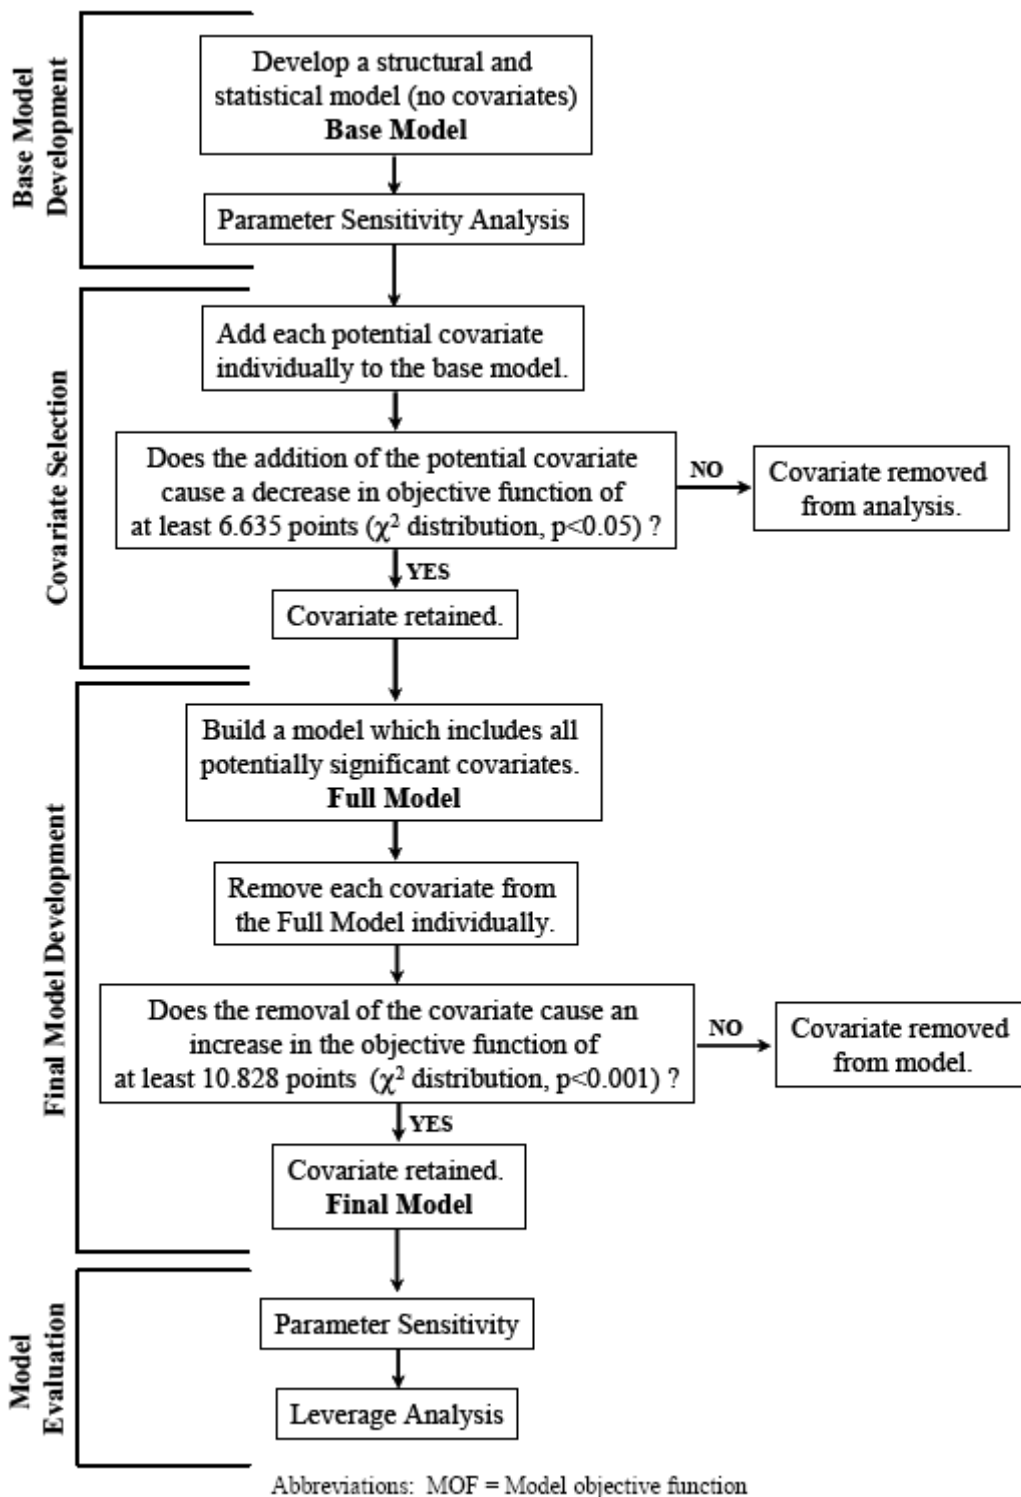 Base Model
Development
Develop a structural and
statistical model (no covariates)
Base Model
Parameter Sensitivity Analysis
Covariate Selection
Add each potential covariate
individually to the base model.
Does the addition of the potential covariate
cause a decrease in objective function of
at least 6.635 points (χ² distribution, p<0.05) ?
NO
Covariate removed
from analysis.
YES
Covariate retained.
Final Model Development
Build a model which includes all
potentially significant covariates.
Full Model
Remove each covariate from
the Full Model individually.
Does the removal of the covariate cause an
increase in the objective function of
at least 10.828 points (χ² distribution, p<0.001) ?
NO
Covariate removed
from model.
YES
Covariate retained.
Final Model
Model
Evaluation
Parameter Sensitivity
Leverage Analysis
Abbreviations: MOF = Model objective function